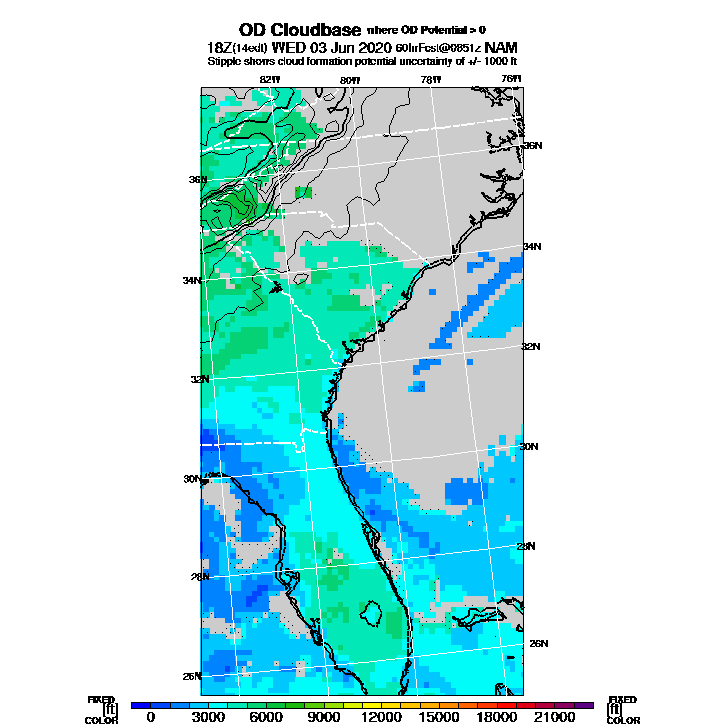 OD Cloudbase where OD Potential > 0
18Z(14edt) WED 03 Jun 2020 60hrFcst@0851z NAM
Stipple shows cloud formation potential uncertainty of +/- 1000 ft
82W 80W 78W 76W
36N
36N
34N
34N
32N
32N
30N
30N
28N
28N
26N
26N
FIXED FIXED
[ft] [ft]
COLOR 0 3000 6000 9000 12000 15000 18000 21000 COLOR